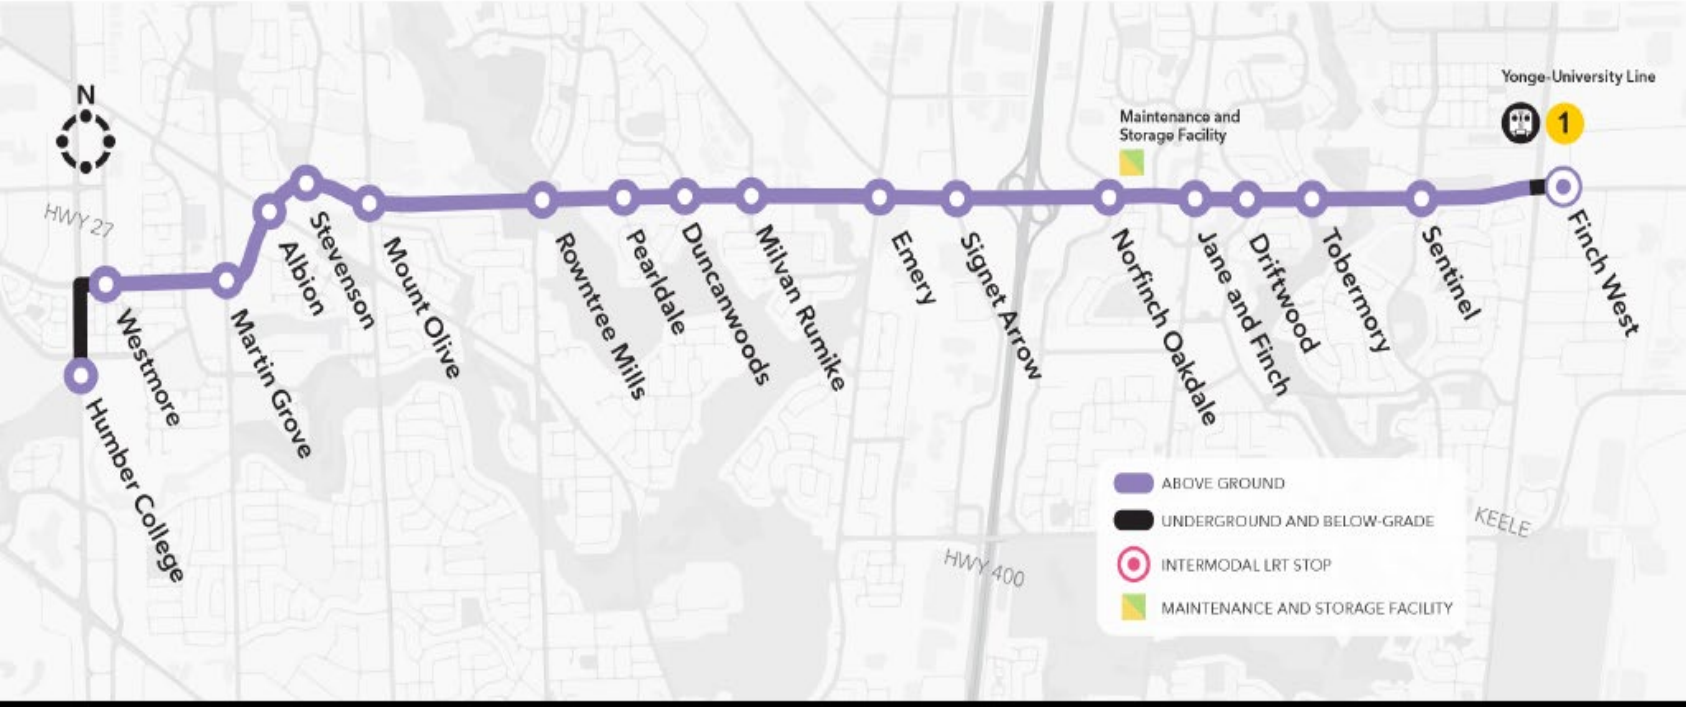 N
HWY 27
Yonge-University Line
1
Maintenance and
Storage Facility
Humber College
Westmore
Martin Grove
Albion
Stevenson
Mount Olive
Rowntree Mills
Pearldale
Duncanwoods
Milvan Rumike
Emery
Signet Arrow
Norfinch Oakdale
Jane and Finch
Driftwood
Tobermory
Sentinel
Finch West
HWY 400
KEELE
ABOVE GROUND
UNDERGROUND AND BELOW-GRADE
INTERMODAL LRT STOP
MAINTENANCE AND STORAGE FACILITY